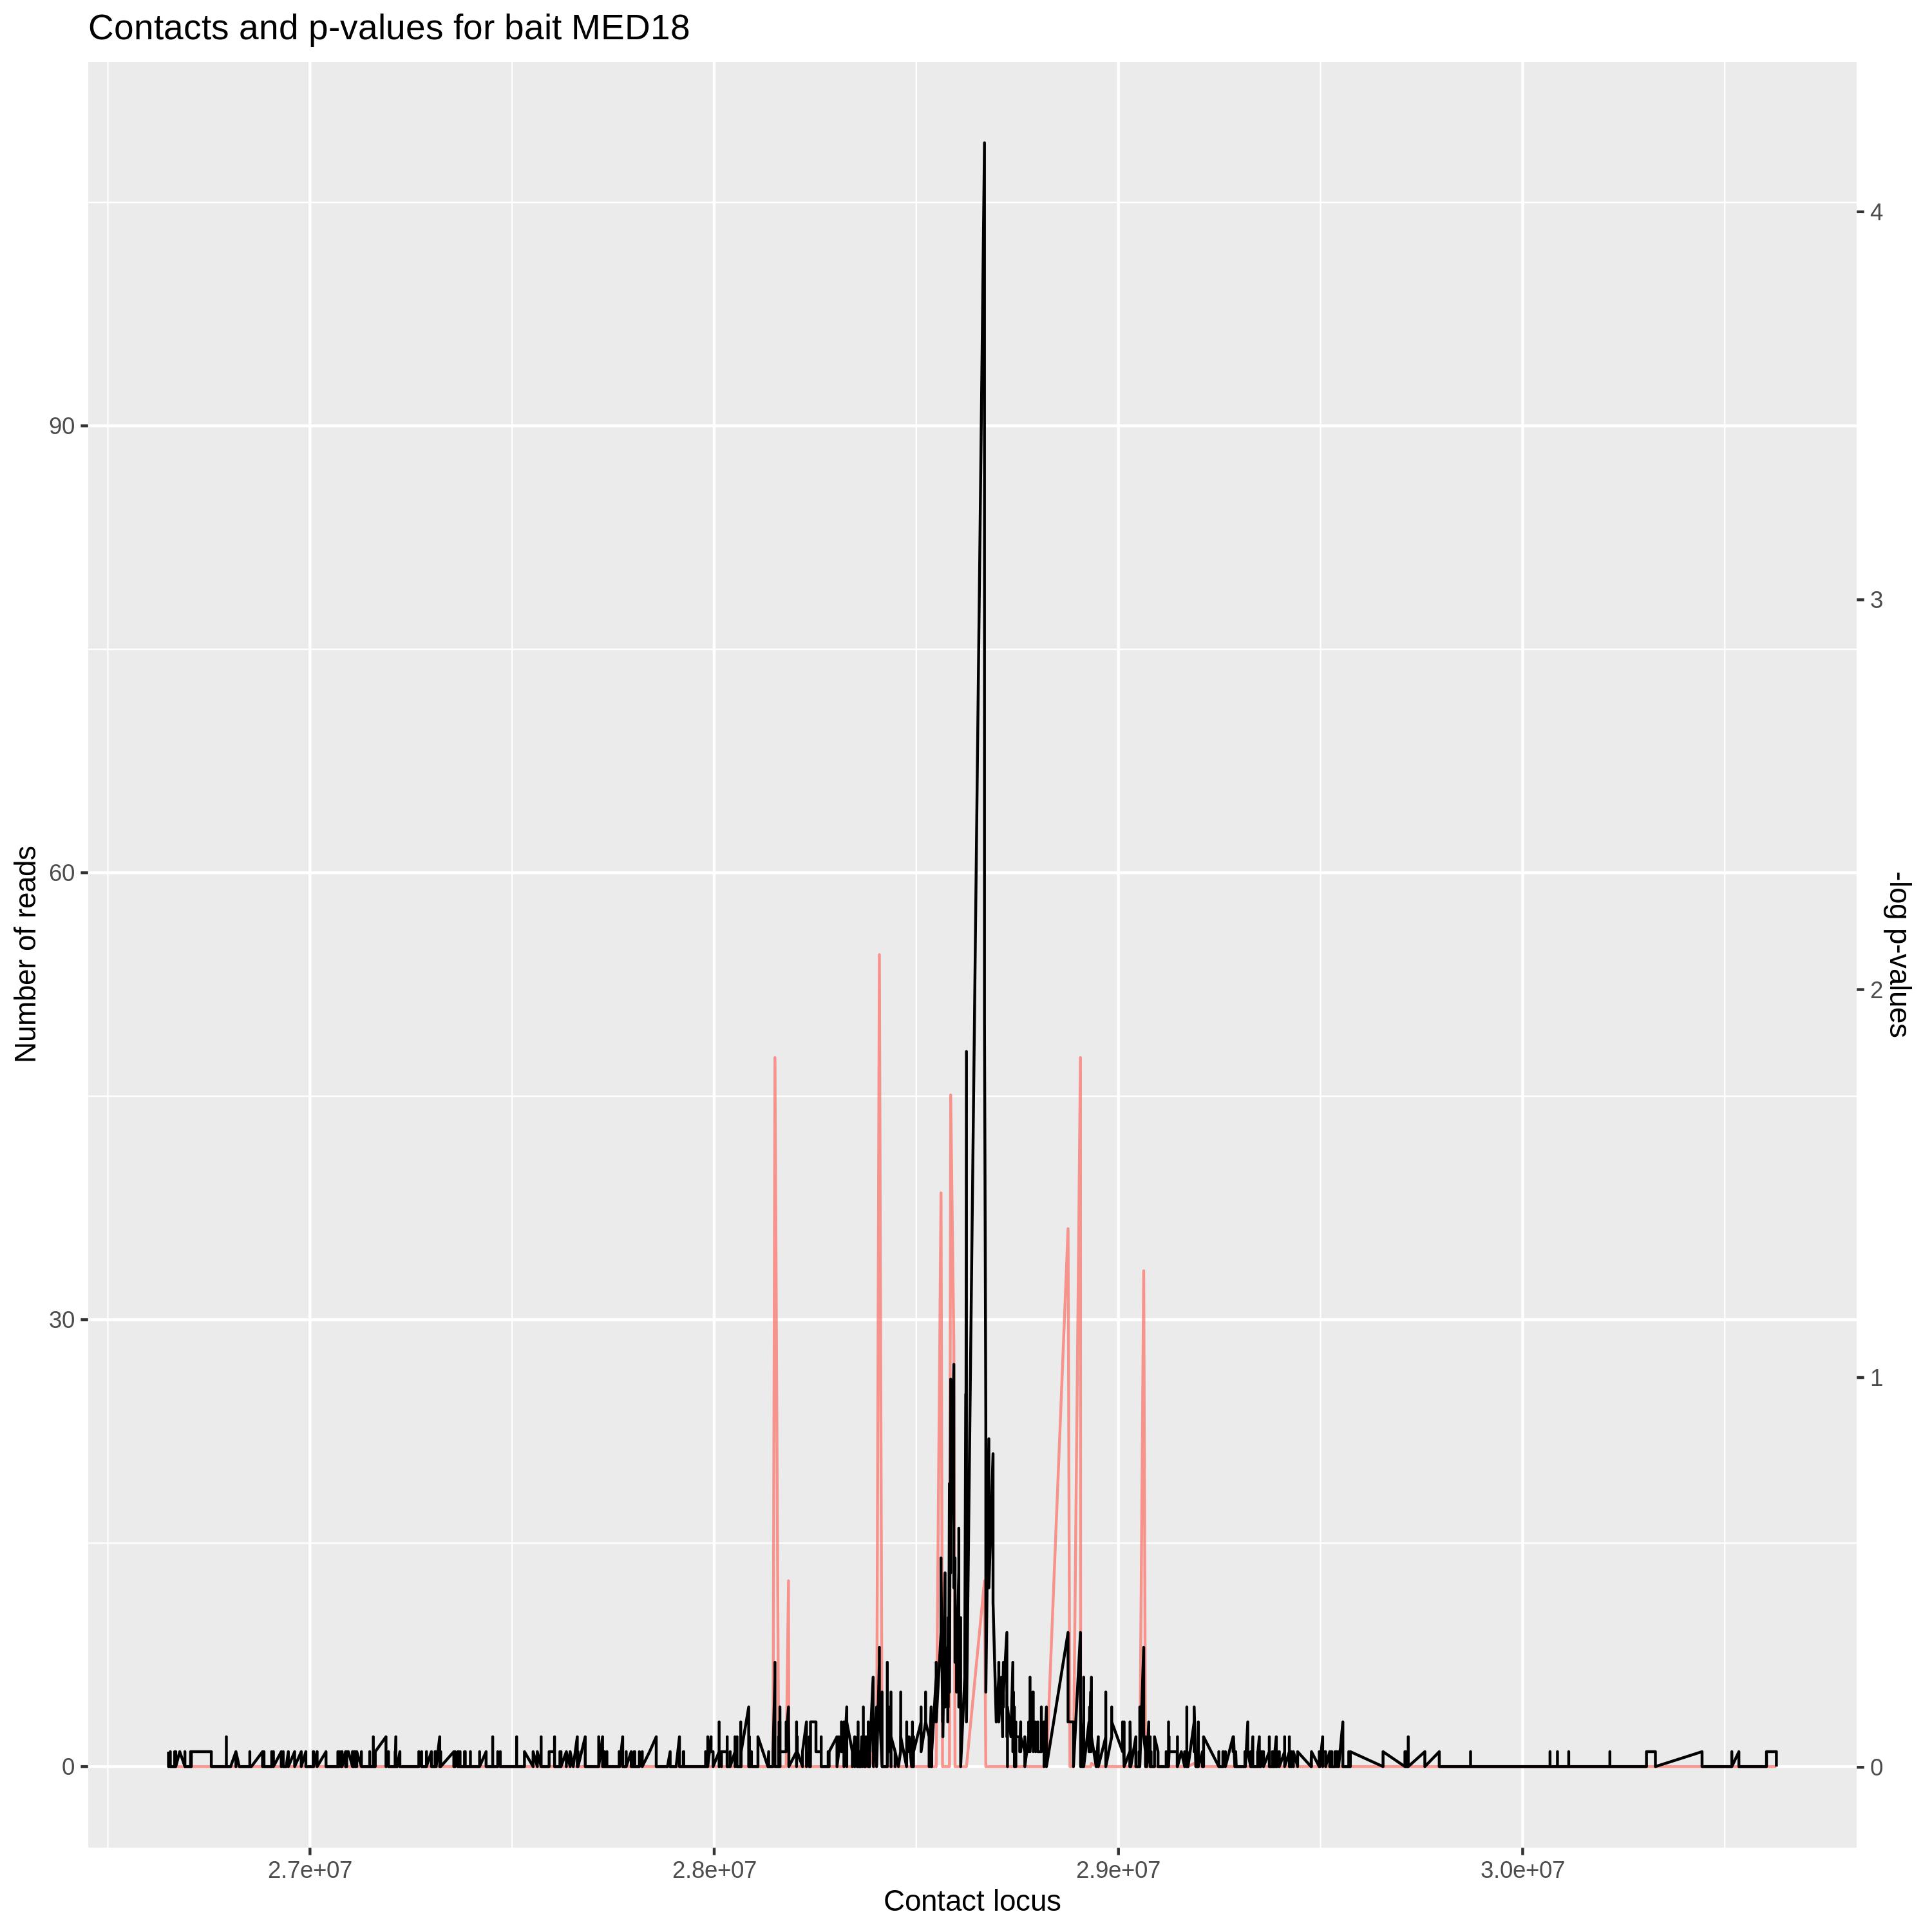 Contacts and p-values for bait MED18
Number of reads
90
60
30
0
4
3
2
1
0
-log p-values
2.7e+07
2.8e+07
2.9e+07
3.0e+07
Contact locus